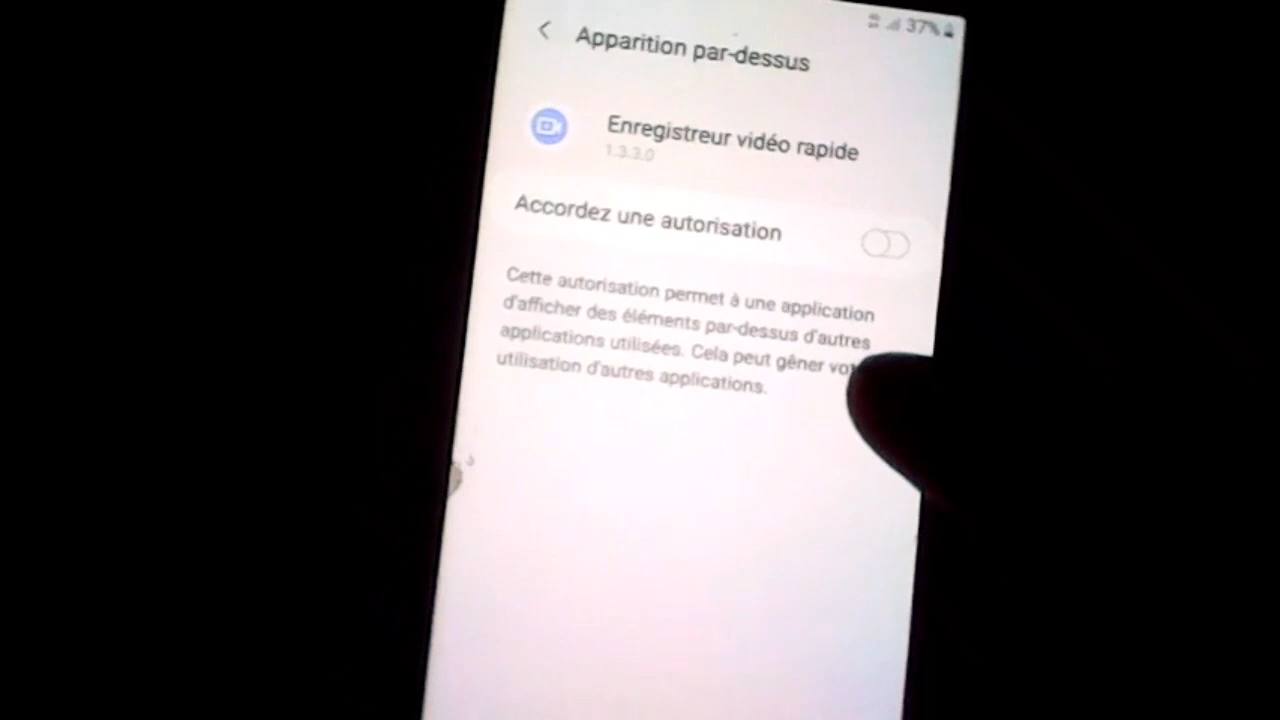 37%
Apparition par-dessus
Enregistreur vidéo rapide
1.3.3.0
Accordez une autorisation
Cette autorisation permet à une application
d'afficher des éléments par-dessus d'autres
applications utilisées. Cela peut gêner
utilisation d'autres applications.